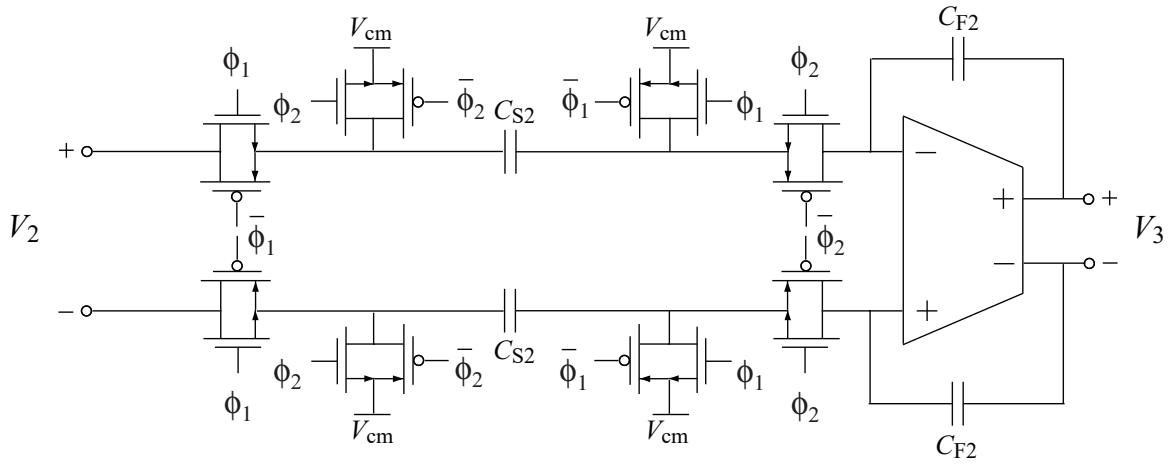 V_cm V_cm C_F2
ϕ_1 ϕ_2
ϕ̅_1
ϕ_2 ϕ̅_2 C_S2 ϕ_1
+ −
+ +
V_2 ϕ̅_1 ϕ̅_2 V_3
− −
− +
C_S2
ϕ_2 ϕ̅_2 ϕ̅_1 ϕ_1
ϕ_1 ϕ_2
V_cm V_cm C_F2